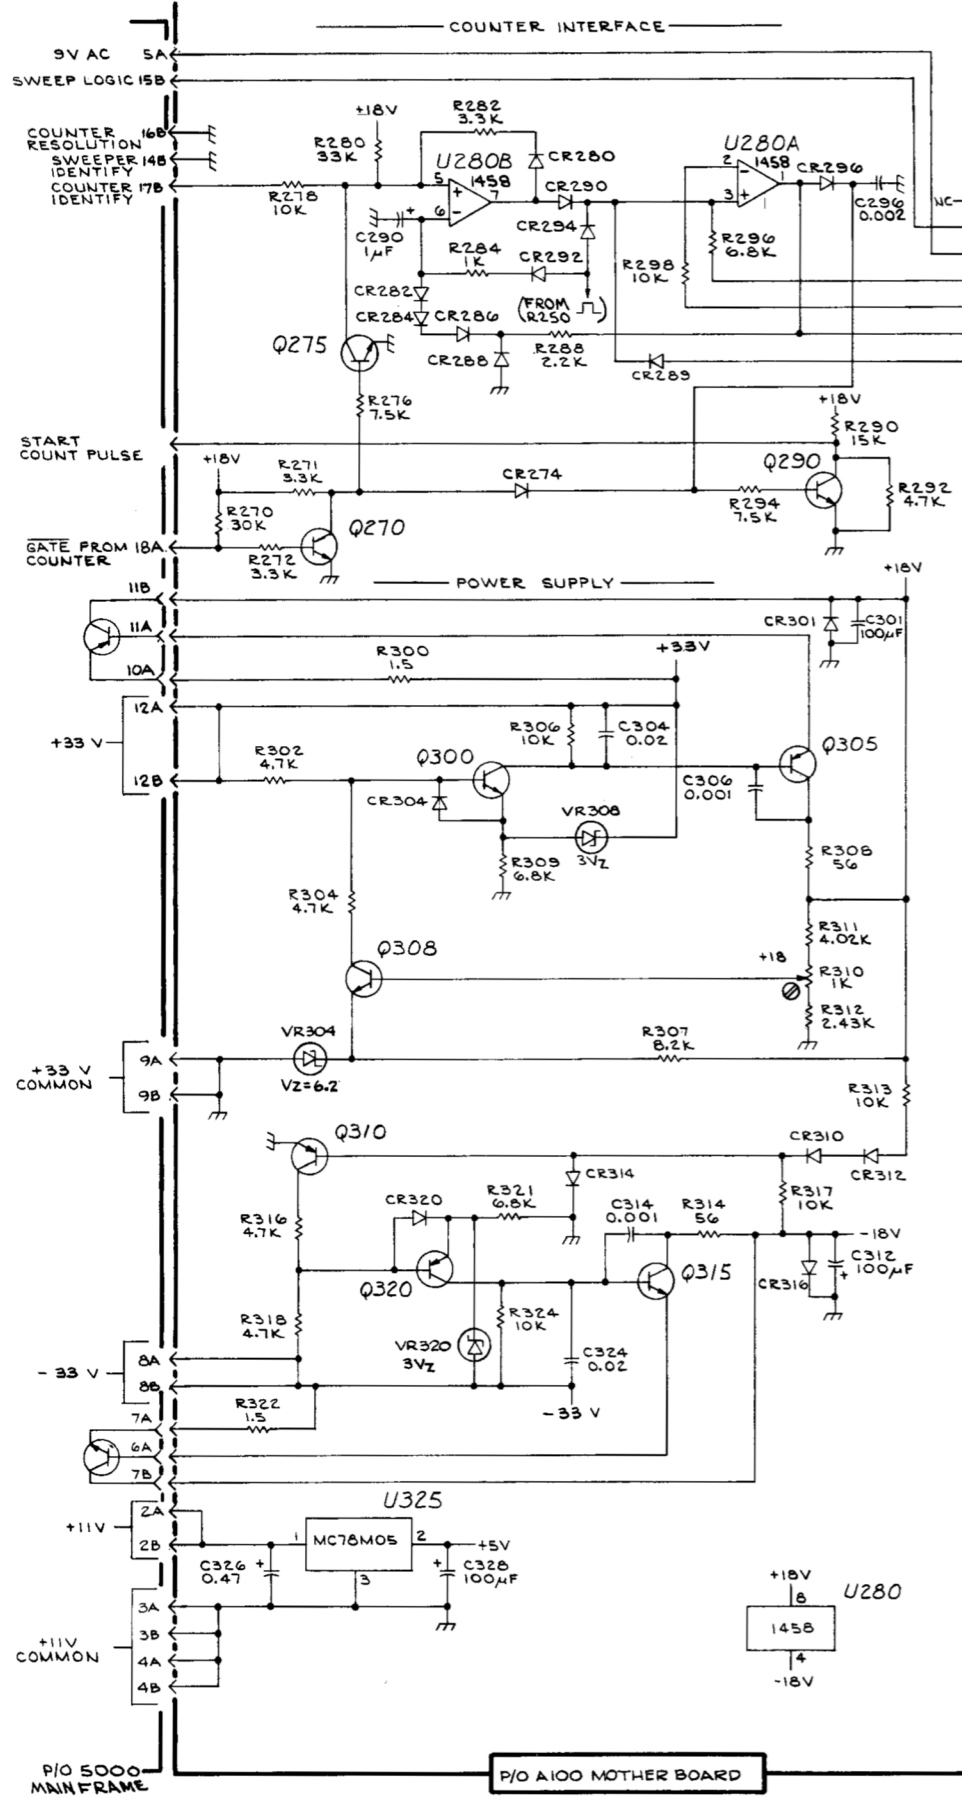 COUNTER INTERFACE
9V AC 5A
SWEEP LOGIC 15B
COUNTER 16B
RESOLUTION
SWEEPER 14B
IDENTIFY
COUNTER 17B
IDENTIFY
+18V
R280
33K
R282
3.3K
U280B
1458
5
+
6
-
7
CR280
CR290
R278
10K
C290
1µF
+
CR294
R284
1K
CR292
CR282
CR284
CR286
CR288
(FROM
R250)
R288
2.2K
CR289
U280A
1458
2
-
3
+
1
CR296
C296
0.002
NC
R296
6.8K
R298
10K
Q275
R276
7.5K
START
COUNT PULSE
+18V
R271
3.3K
R270
30K
Q270
GATE FROM 18A
COUNTER
R272
3.3K
CR274
+18V
R290
15K
Q290
R294
7.5K
R292
4.7K
POWER SUPPLY
+18V
11B
11A
10A
CR301
C301
100µF
R300
1.5
+33V
12A
+33 V
12B
R302
4.7K
R306
10K
C304
0.02
Q300
CR304
Q305
C306
0.001
VR308
3Vz
R309
6.8K
R308
56
R304
4.7K
R311
4.02K
Q308
+18
R310
1K
R312
2.43K
VR304
Vz=6.2
R307
8.2K
+33 V
COMMON
9A
9B
R313
10K
Q310
CR310
CR312
CR314
R317
10K
CR320
R321
6.8K
C314
0.001
R314
56
-18V
R316
4.7K
Q320
Q315
CR316
C312
100µF
+
R318
4.7K
R324
10K
VR320
3Vz
C324
0.02
- 33 V
8A
8B
-33 V
7A
R322
1.5
6A
7B
U325
+11V
2A
2B
1
MC78M05
2
+5V
3
C326
0.47
+
+
C328
100µF
+11V
COMMON
3A
3B
4A
4B
+18V
8
U280
1458
4
-18V
P/O 5000
MAINFRAME
P/O A100 MOTHER BOARD